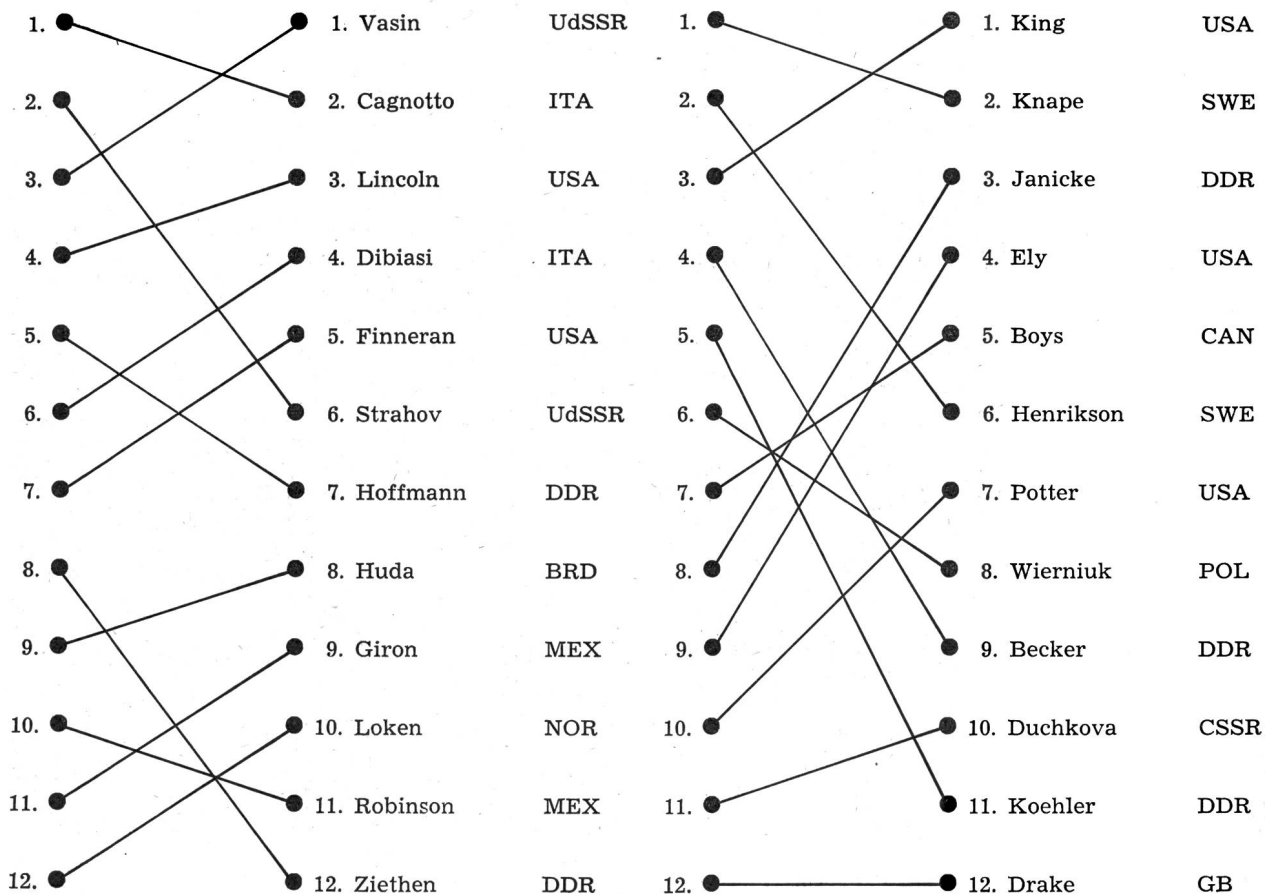 1. 1. Vasin UdSSR 1. 1. King USA
2. 2. Cagnotto ITA 2. 2. Knape SWE
3. 3. Lincoln USA 3. 3. Janicke DDR
4. 4. Dibiasi ITA 4. 4. Ely USA
5. 5. Finneran USA 5. 5. Boys CAN
6. 6. Strahov UdSSR 6. 6. Henrikson SWE
7. 7. Hoffmann DDR 7. 7. Potter USA
8. 8. Huda BRD 8. 8. Wierniuk POL
9. 9. Giron MEX 9. 9. Becker DDR
10. 10. Loken NOR 10. 10. Duchkova CSSR
11. 11. Robinson MEX 11. 11. Koehler DDR
12. 12. Ziethen DDR 12. 12. Drake GB